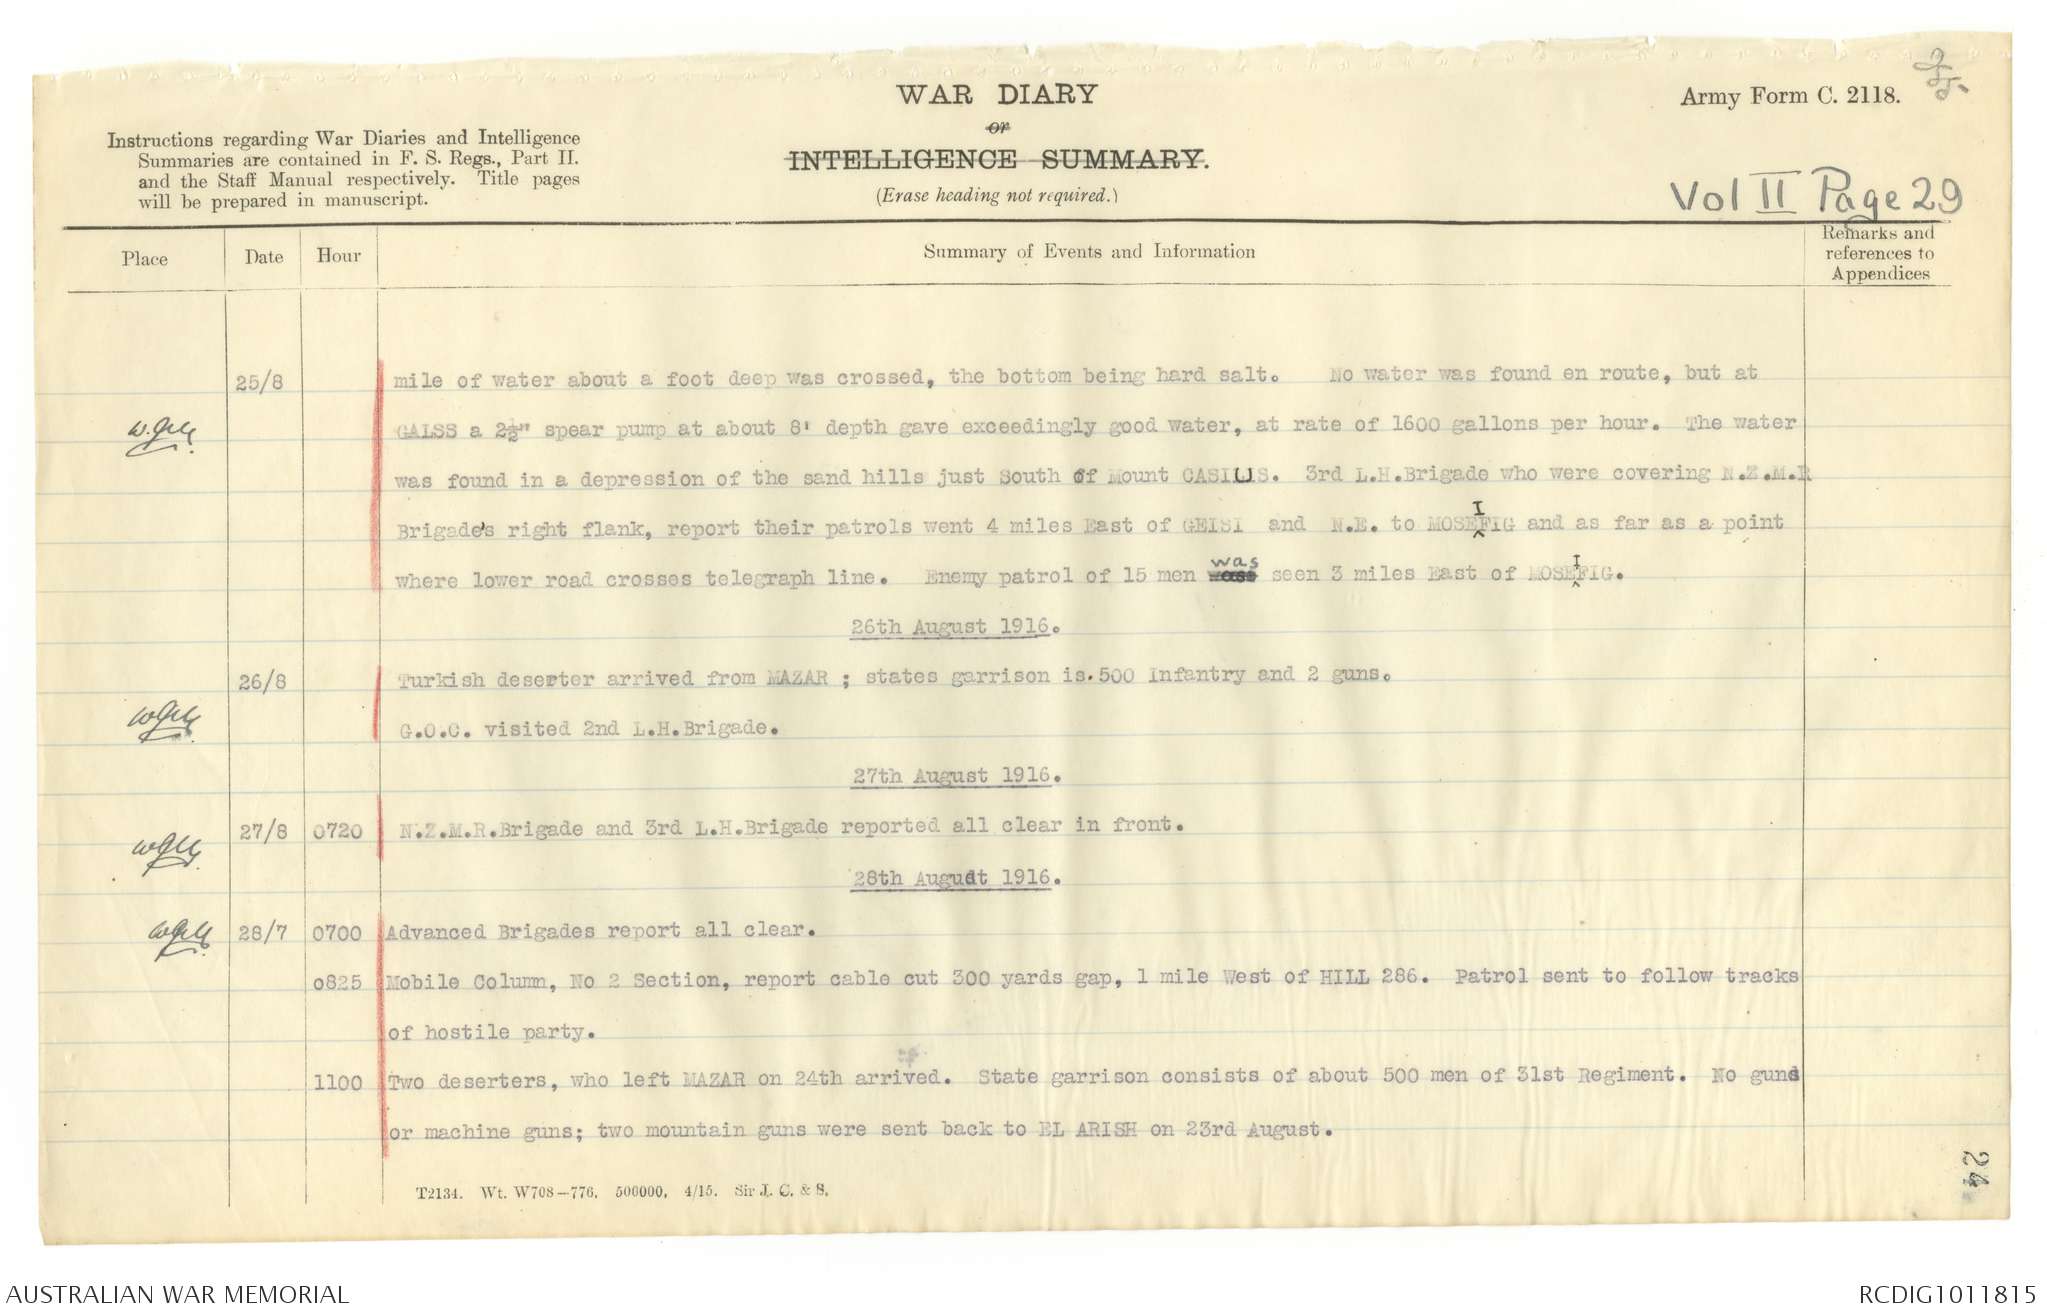 WAR DIARY
or
INTELLIGENCE SUMMARY.
(Erase heading not required.)
Army Form C. 2118.
Instructions regarding War Diaries and Intelligence
Summaries are contained in F. S. Regs., Part II.
and the Staff Manual respectively. Title pages
will be prepared in manuscript.
Vol II Page 29
Place
Date
Hour
Summary of Events and Information
Remarks and
references to
Appendices
25/8 mile of water about a foot deep was crossed, the bottom being hard salt. No water was found en route, but at
GALSS a 2½" spear pump at about 8' depth gave exceedingly good water, at rate of 1600 gallons per hour. The water
was found in a depression of the sand hills just South of Mount CASIUS. 3rd L.H.Brigade who were covering N.Z.M.R
Brigade's right flank, report their patrols went 4 miles East of GEISI and N.E. to MOSEIFIG and as far as a point
where lower road crosses telegraph line. Enemy patrol of 15 men was seen 3 miles East of MOSEIFIG.
26th August 1916.
26/8 Turkish deserter arrived from MAZAR ; states garrison is.500 Infantry and 2 guns.
G.O.C. visited 2nd L.H.Brigade.
27th August 1916.
27/8 0720 N.Z.M.R.Brigade and 3rd L.H.Brigade reported all clear in front.
28th August 1916.
28/7 0700 Advanced Brigades report all clear.
0825 Mobile Column, No 2 Section, report cable cut 300 yards gap, 1 mile West of HILL 286. Patrol sent to follow tracks
of hostile party.
1100 Two deserters, who left MAZAR on 24th arrived. State garrison consists of about 500 men of 31st Regiment. No guns
or machine guns; two mountain guns were sent back to EL ARISH on 23rd August.
T2134. Wt. W708—776. 500000. 4/15. Sir J. C. & S.
24
AUSTRALIAN WAR MEMORIAL
RCDIG1011815